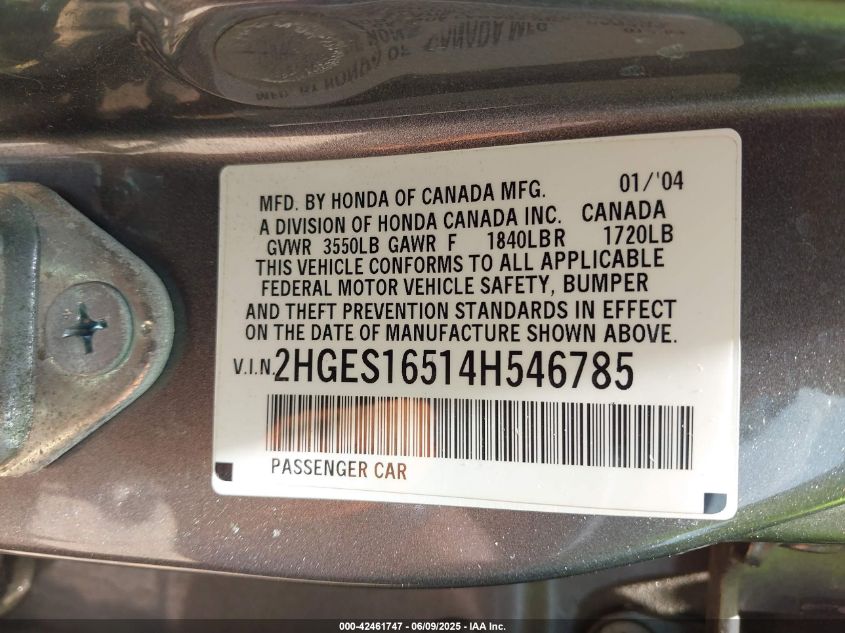 MFD. BY HONDA OF CANADA MFG. 01/'04
A DIVISION OF HONDA CANADA INC. CANADA
GVWR 3550LB GAWR F 1840LB R 1720LB
THIS VEHICLE CONFORMS TO ALL APPLICABLE
FEDERAL MOTOR VEHICLE SAFETY, BUMPER
AND THEFT PREVENTION STANDARDS IN EFFECT
ON THE DATE OF MANUFACTURE SHOWN ABOVE.
V.I.N. 2HGES16514H546785
PASSENGER CAR
000-42461747 - 06/09/2025 - IAA Inc.